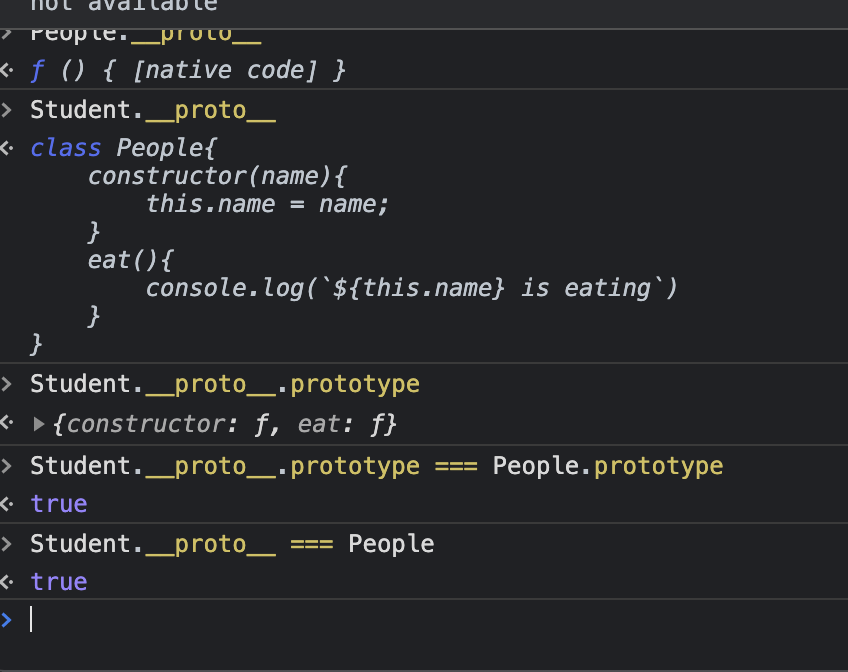 not available
> People.__proto__
<· ƒ () { [native code] }
> Student.__proto__
<· class People{
    constructor(name){
        this.name = name;
    }
    eat(){
        console.log(`${this.name} is eating`)
    }
}
> Student.__proto__.prototype
<· ▶{constructor: ƒ, eat: ƒ}
> Student.__proto__.prototype === People.prototype
<· true
> Student.__proto__ === People
<· true
>